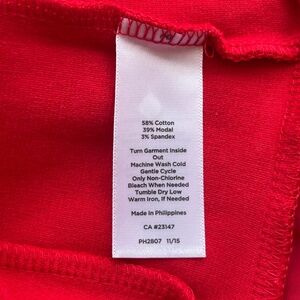 58% Cotton
39% Modal
3% Spandex
Turn Garment Inside
Out
Machine Wash Cold
Gentle Cycle
Only Non-Chlorine
Bleach When Needed
Tumble Dry Low
Warm Iron, If Needed
Made In Philippines
CA #23147
PH2807 11/15